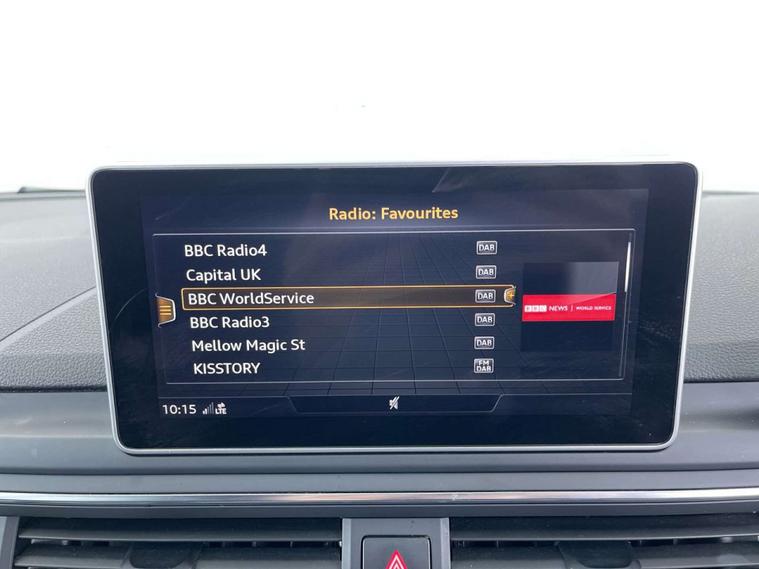 Radio: Favourites
BBC Radio4 DAB
Capital UK DAB
BBC WorldService DAB
BBC Radio3 DAB
Mellow Magic St DAB
KISSTORY FM DAB
BBC NEWS | WORLD SERVICE
10:15 LTE